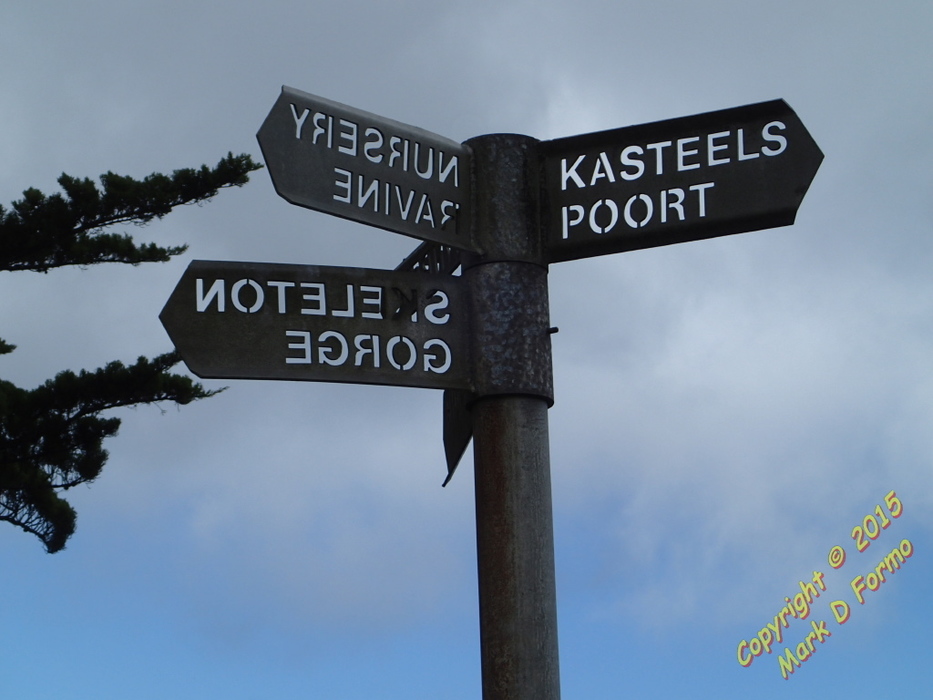 NURSERY
RAVINE
KASTEELS
POORT
SKELETON
GORGE
Copyright © 2015
Mark D Formo